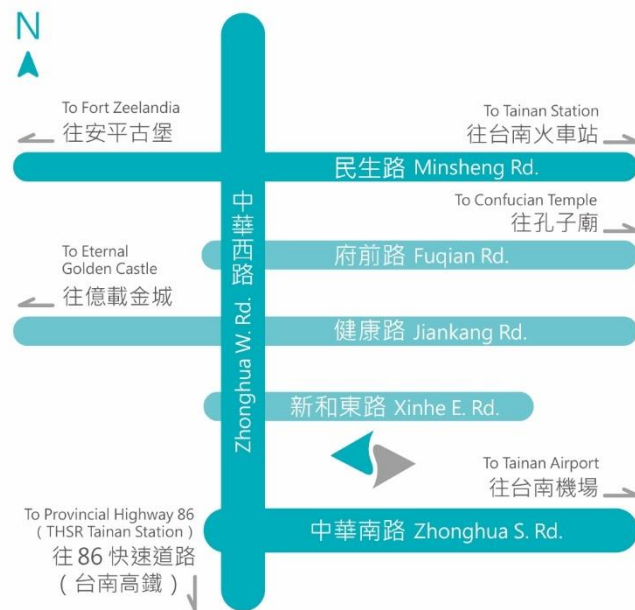 N
To Fort Zeelandia
往安平古堡
To Tainan Station
往台南火車站
民生路 Minsheng Rd.
中華西路 Zhonghua W. Rd.
To Confucian Temple
往孔子廟
府前路 Fuqian Rd.
To Eternal
Golden Castle
往億載金城
健康路 Jiankang Rd.
新和東路 Xinhe E. Rd.
To Tainan Airport
往台南機場
To Provincial Highway 86
( THSR Tainan Station )
往 86 快速道路
( 台南高鐵 )
中華南路 Zhonghua S. Rd.